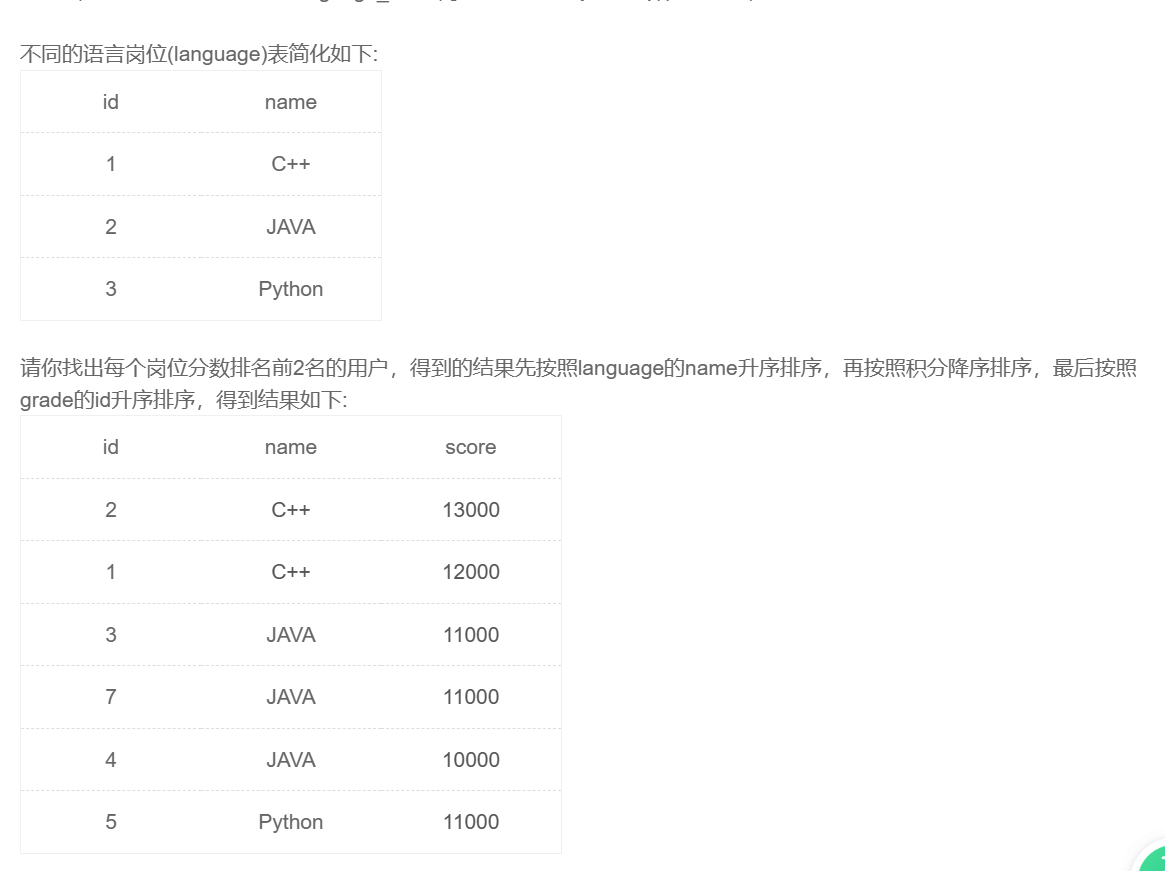 不同的语言岗位(language)表简化如下:
id name
1 C++
2 JAVA
3 Python
请你找出每个岗位分数排名前2名的用户，得到的结果先按照language的name升序排序，再按照积分降序排序，最后按照
grade的id升序排序，得到结果如下:
id name score
2 C++ 13000
1 C++ 12000
3 JAVA 11000
7 JAVA 11000
4 JAVA 10000
5 Python 11000